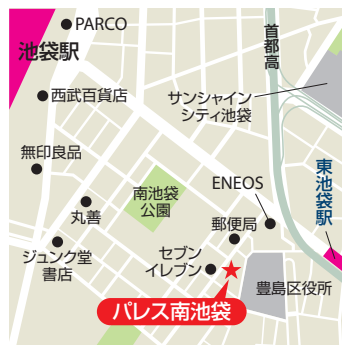 PARCO
池袋駅
首都高
西武百貨店
サンシャイン
シティ池袋
無印良品
東池袋駅
ENEOS
南池袋
公園
丸善
郵便局
ジュンク堂
書店
セブン
イレブン
豊島区役所
パレス南池袋